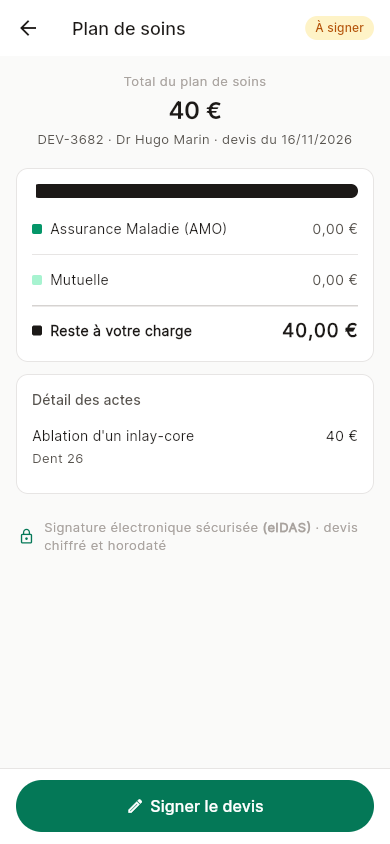 Plan de soins
À signer
Total du plan de soins
40 €
DEV-3682 · Dr Hugo Marin · devis du 16/11/2026
Assurance Maladie (AMO) 0,00 €
Mutuelle 0,00 €
Reste à votre charge 40,00 €
Détail des actes
Ablation d'un inlay-core 40 €
Dent 26
Signature électronique sécurisée (eIDAS) · devis
chiffré et horodaté
Signer le devis